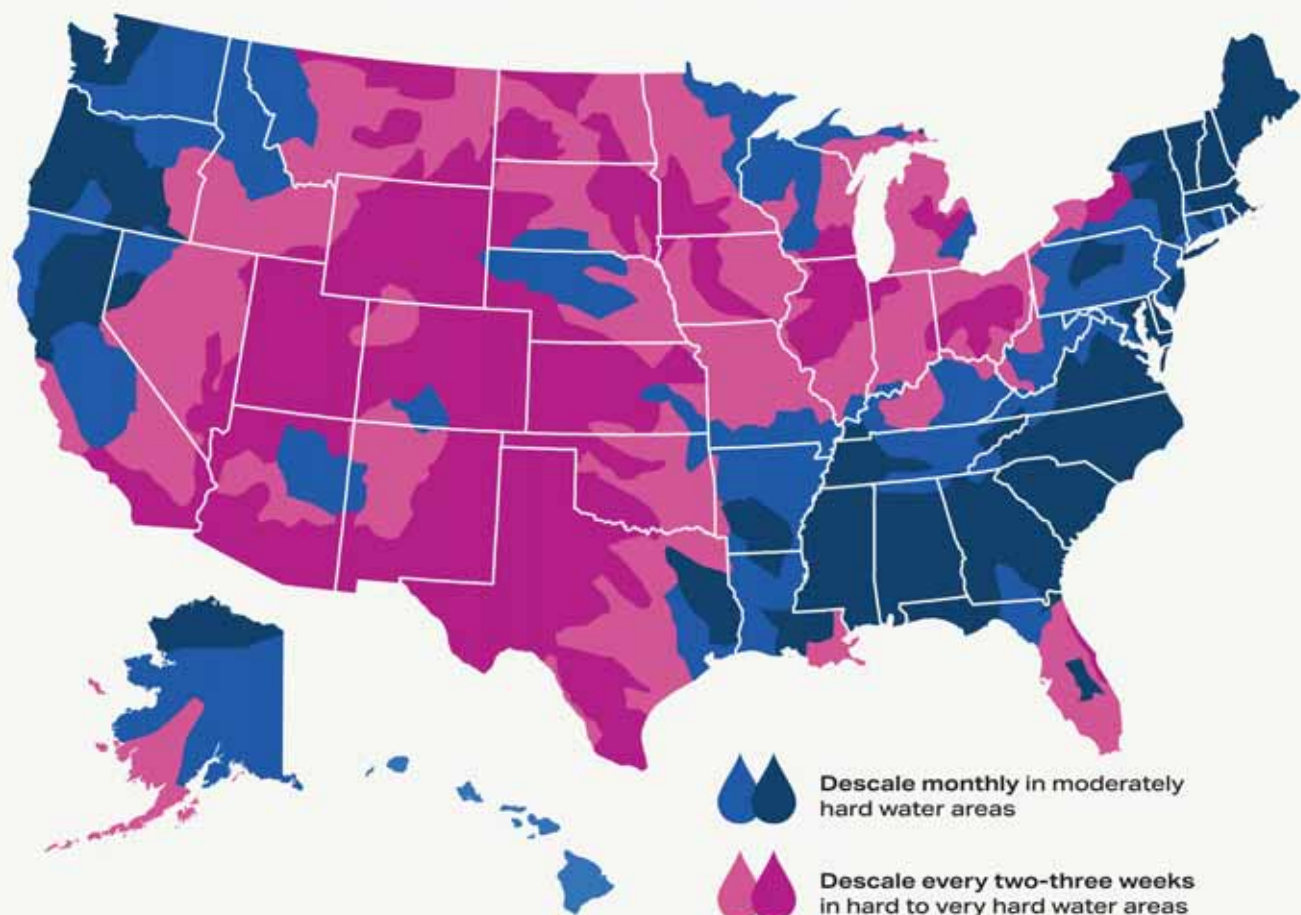 Descale monthly in moderately
hard water areas
Descale every two-three weeks
in hard to very hard water areas